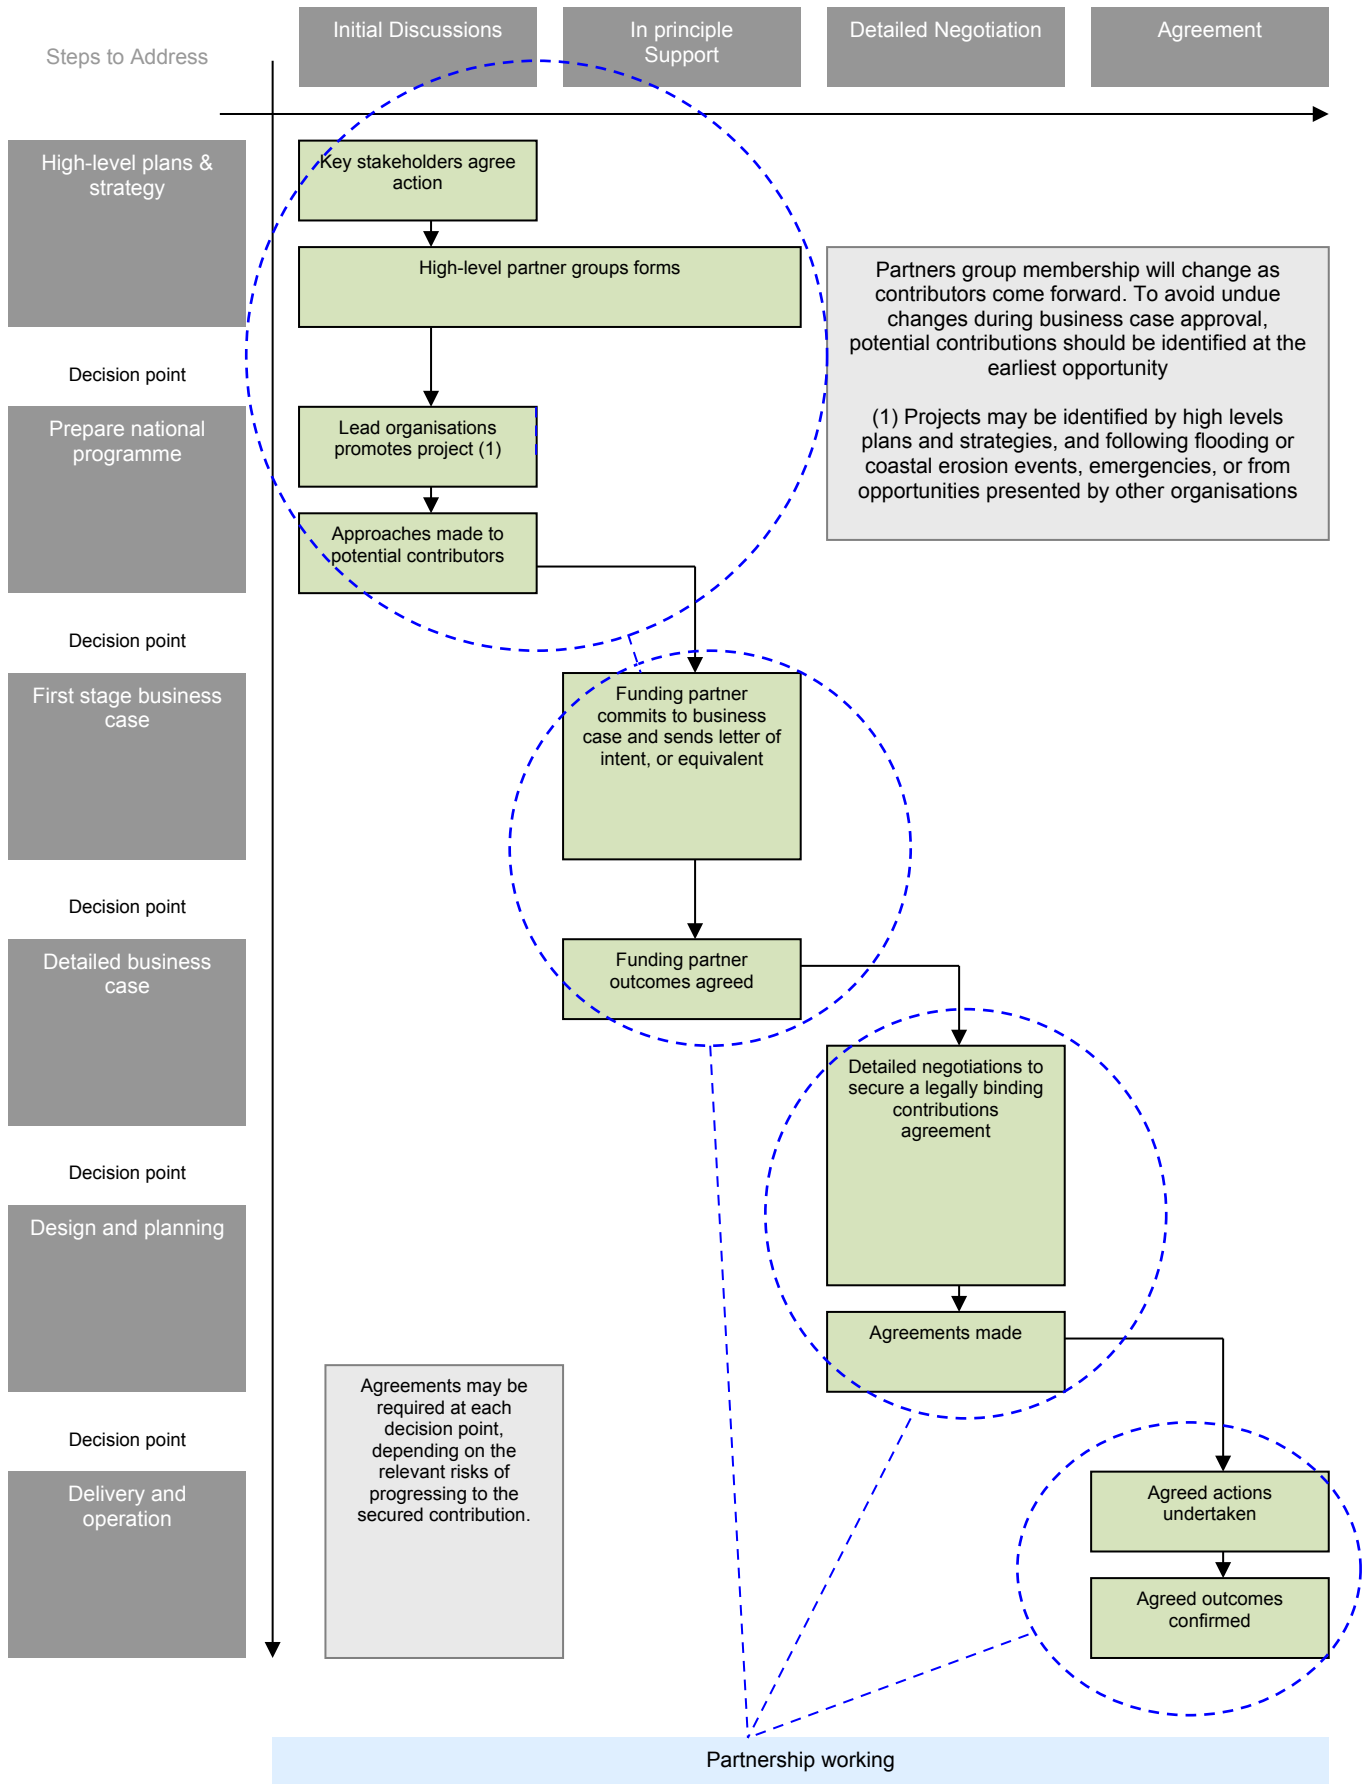 Steps to Address
Initial Discussions
In principle
Support
Detailed Negotiation
Agreement
High-level plans &
strategy
Key stakeholders agree
action
High-level partner groups forms
Partners group membership will change as
contributors come forward. To avoid undue
changes during business case approval,
potential contributions should be identified at the
earliest opportunity
(1) Projects may be identified by high levels
plans and strategies, and following flooding or
coastal erosion events, emergencies, or from
opportunities presented by other organisations
Decision point
Prepare national
programme
Lead organisations
promotes project (1)
Approaches made to
potential contributors
Decision point
First stage business
case
Funding partner
commits to business
case and sends letter of
intent, or equivalent
Decision point
Detailed business
case
Funding partner
outcomes agreed
Detailed negotiations to
secure a legally binding
contributions
agreement
Decision point
Design and planning
Agreements made
Agreements may be
required at each
decision point,
depending on the
relevant risks of
progressing to the
secured contribution.
Decision point
Delivery and
operation
Agreed actions
undertaken
Agreed outcomes
confirmed
Partnership working